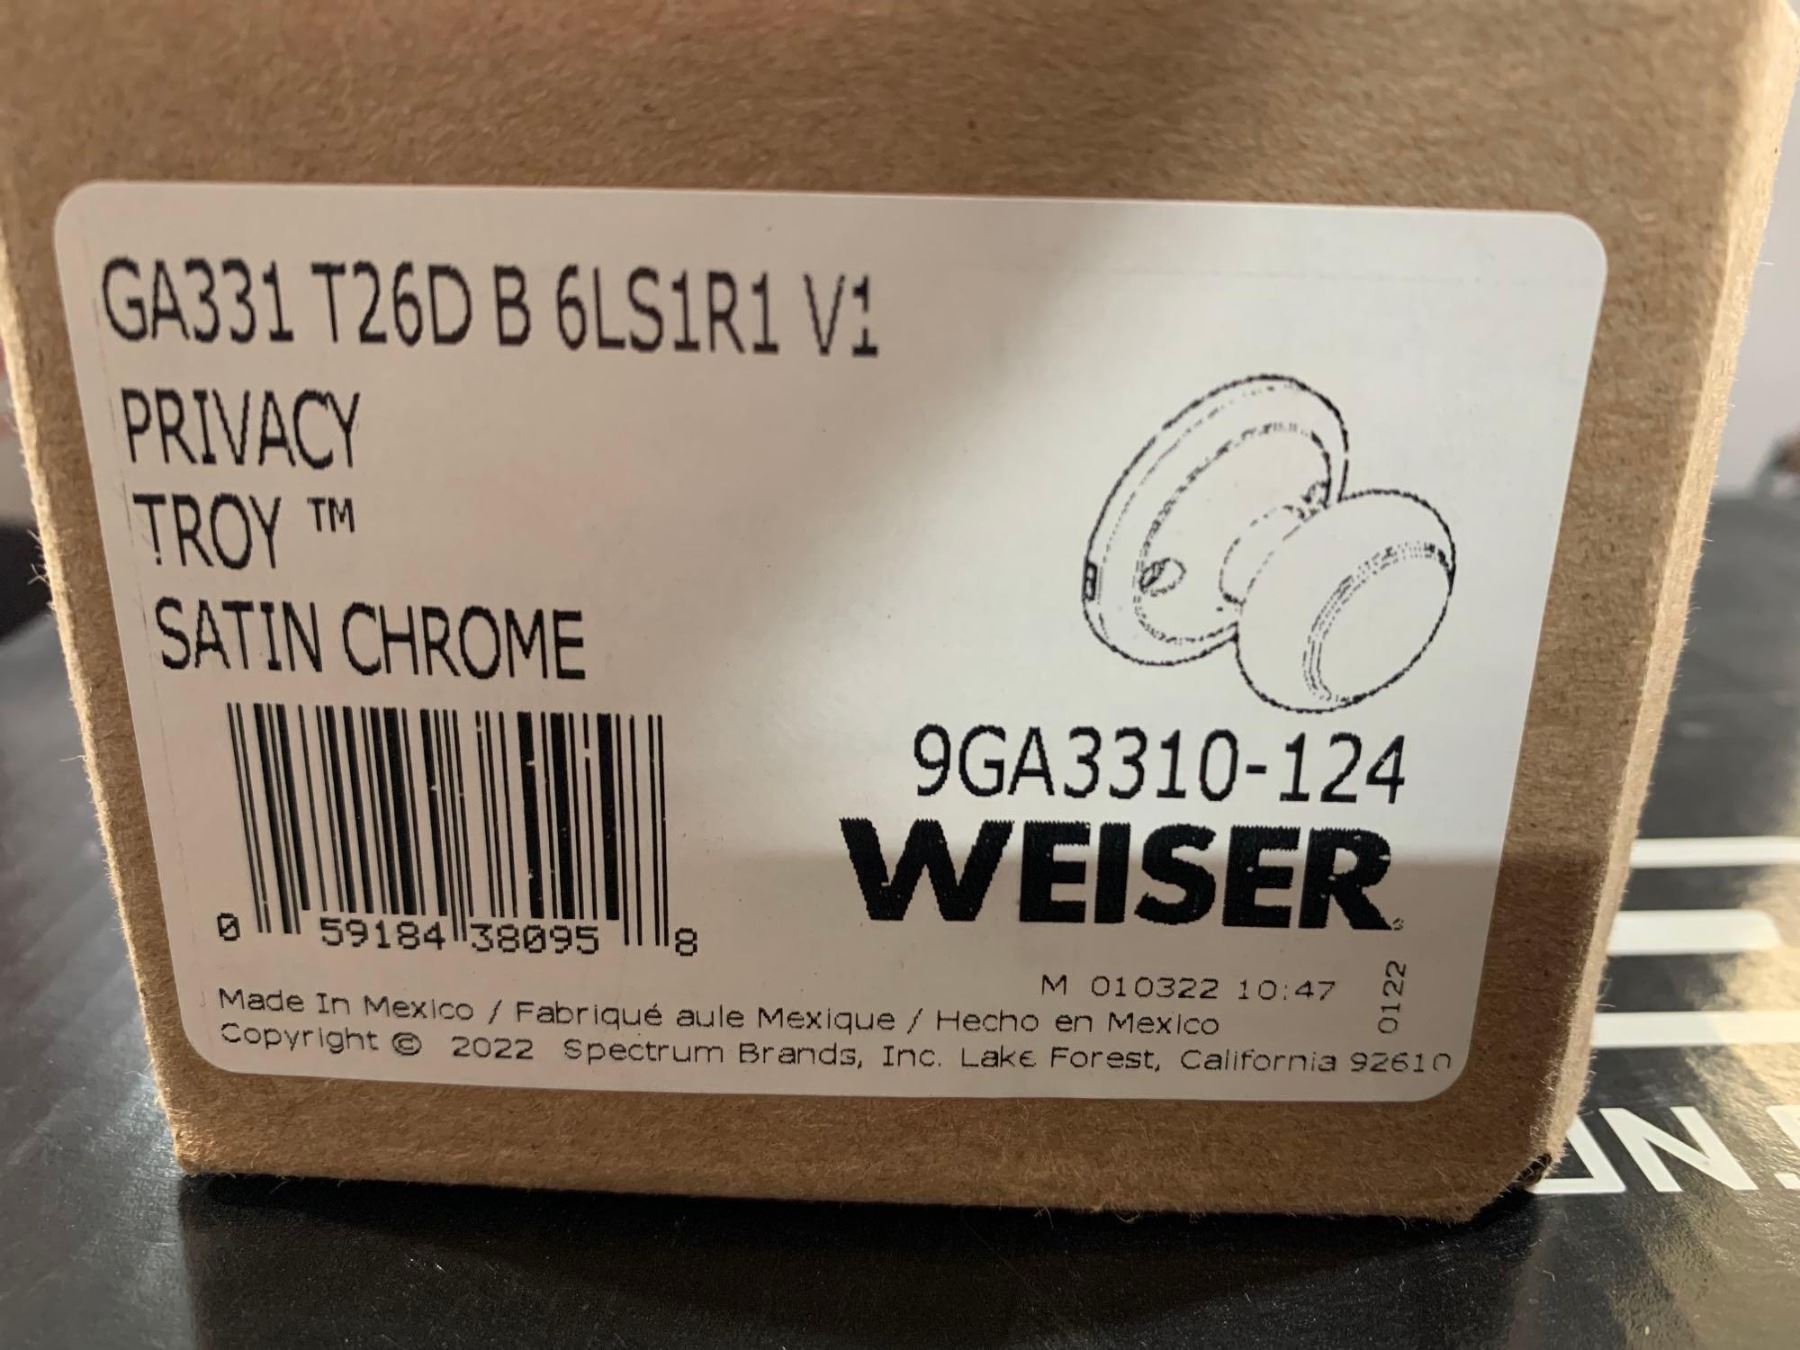 GA331 T26D B 6LS1R1 V1
PRIVACY
TROY ™
SATIN CHROME
9GA3310-124
WEISER
0 59184 38095 8
M 010322 10:47
0122
Made In Mexico / Fabriqué aule Mexique / Hecho en Mexico
Copyright © 2022 Spectrum Brands, Inc. Lake Forest, California 92610